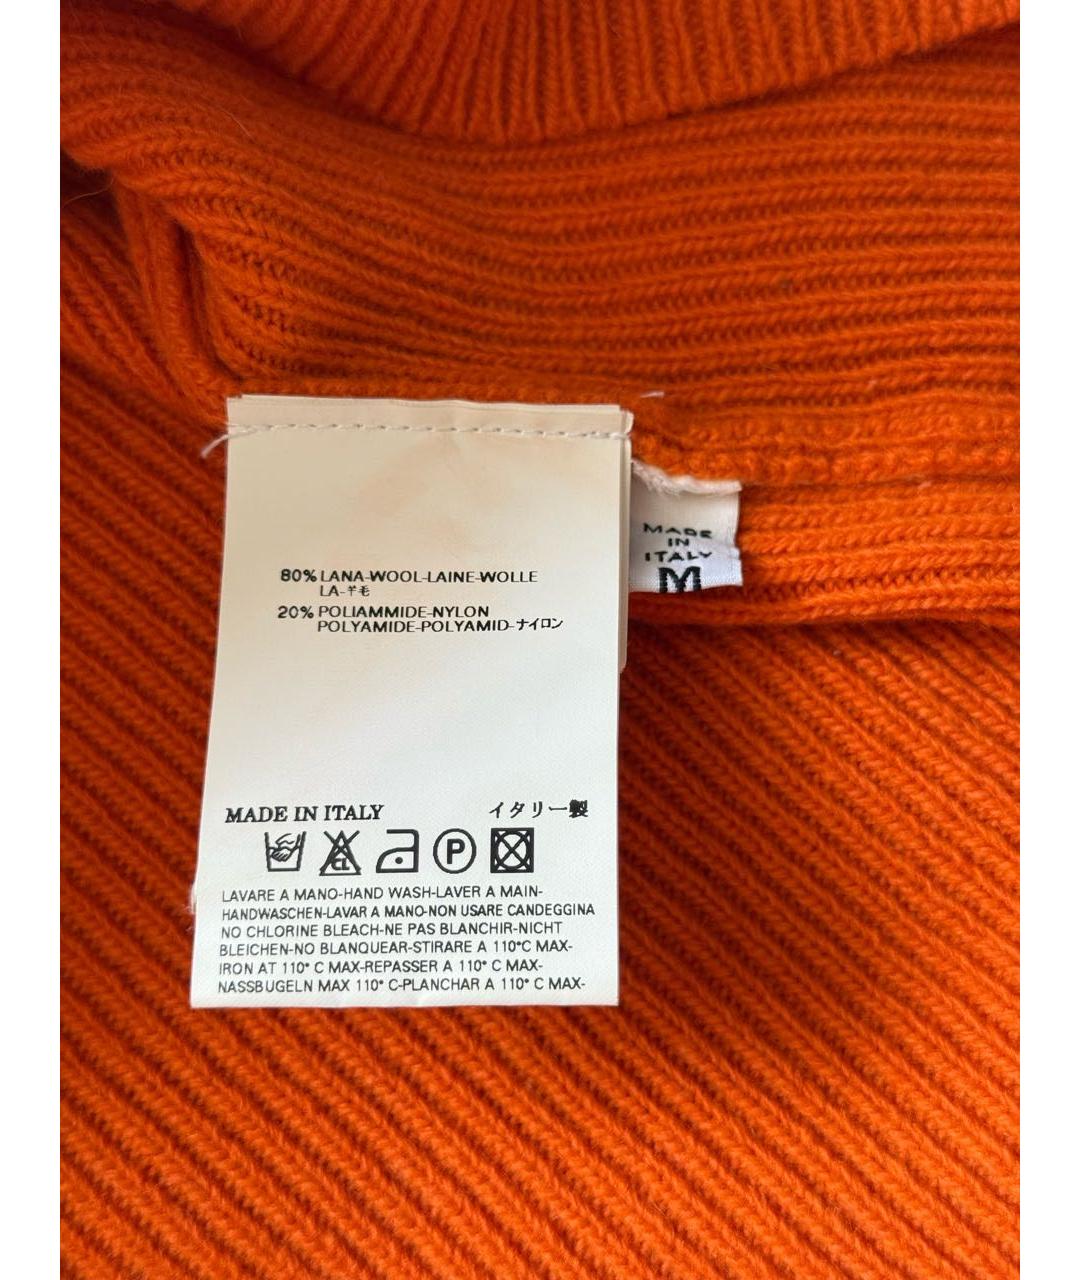 80% LANA-WOOL-LAINE-WOLLE
LA-羊毛
20% POLIAMMIDE-NYLON
POLYAMIDE-POLYAMID-ナイロン
MADE
IN
ITALY
M
MADE IN ITALY イタリー製
CL
P
LAVARE A MANO-HAND WASH-LAVER A MAIN-
HANDWASCHEN-LAVAR A MANO-NON USARE CANDEGGINA
NO CHLORINE BLEACH-NE PAS BLANCHIR-NICHT
BLEICHEN-NO BLANQUEAR-STIRARE A 110°C MAX-
IRON AT 110° C MAX-REPASSER A 110° C MAX-
NASSBUGELN MAX 110° C-PLANCHAR A 110° C MAX-